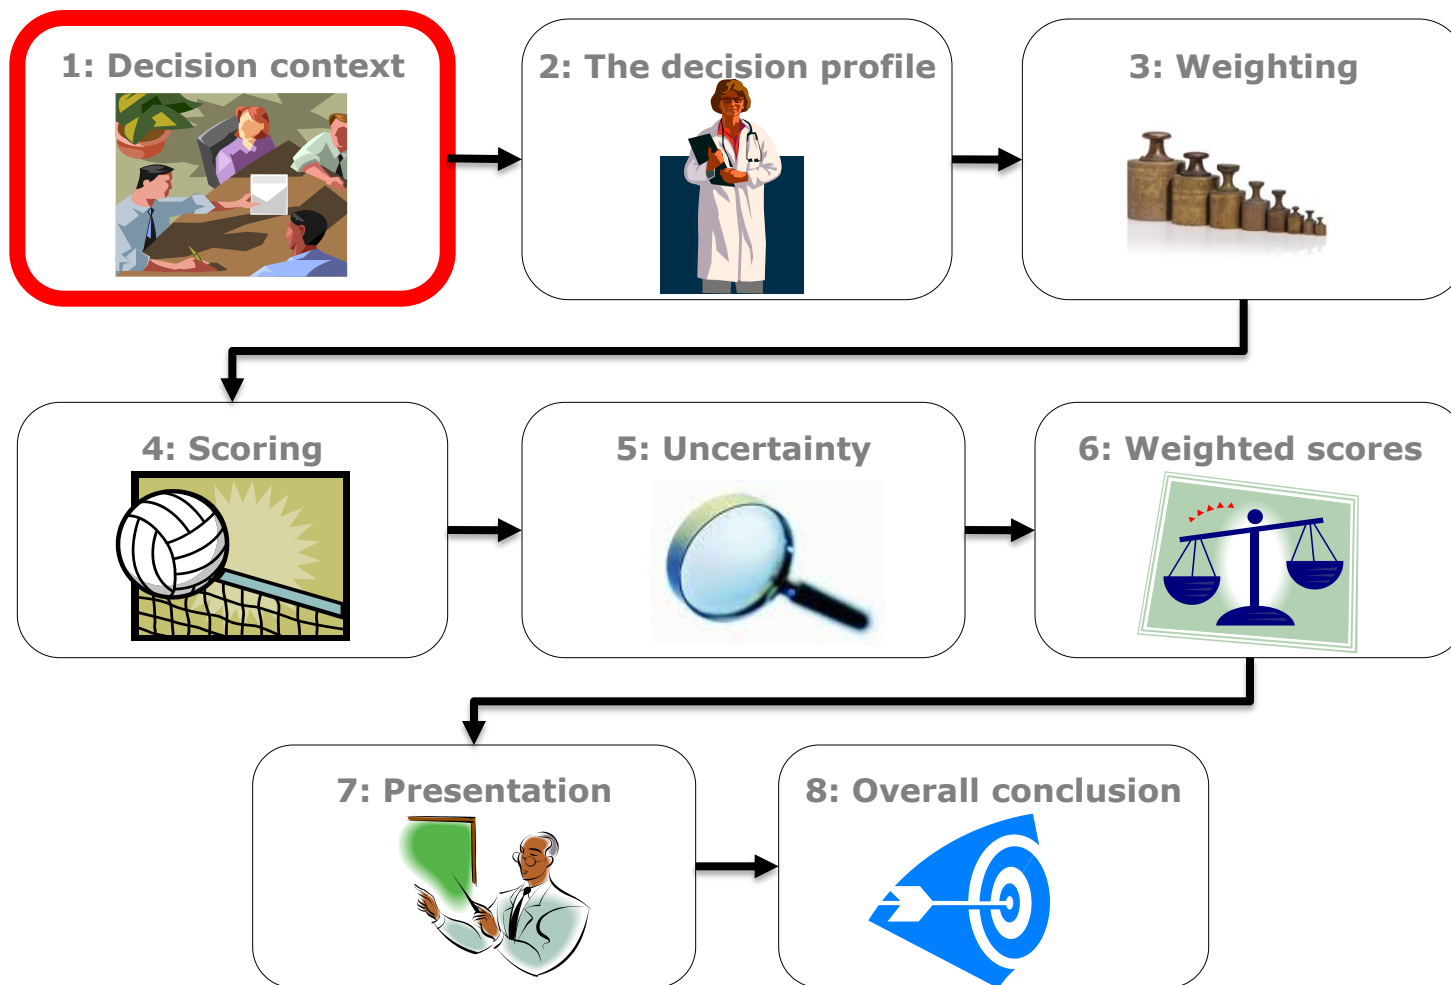 1: Decision context
2: The decision profile
3: Weighting
4: Scoring
5: Uncertainty
6: Weighted scores
7: Presentation
8: Overall conclusion